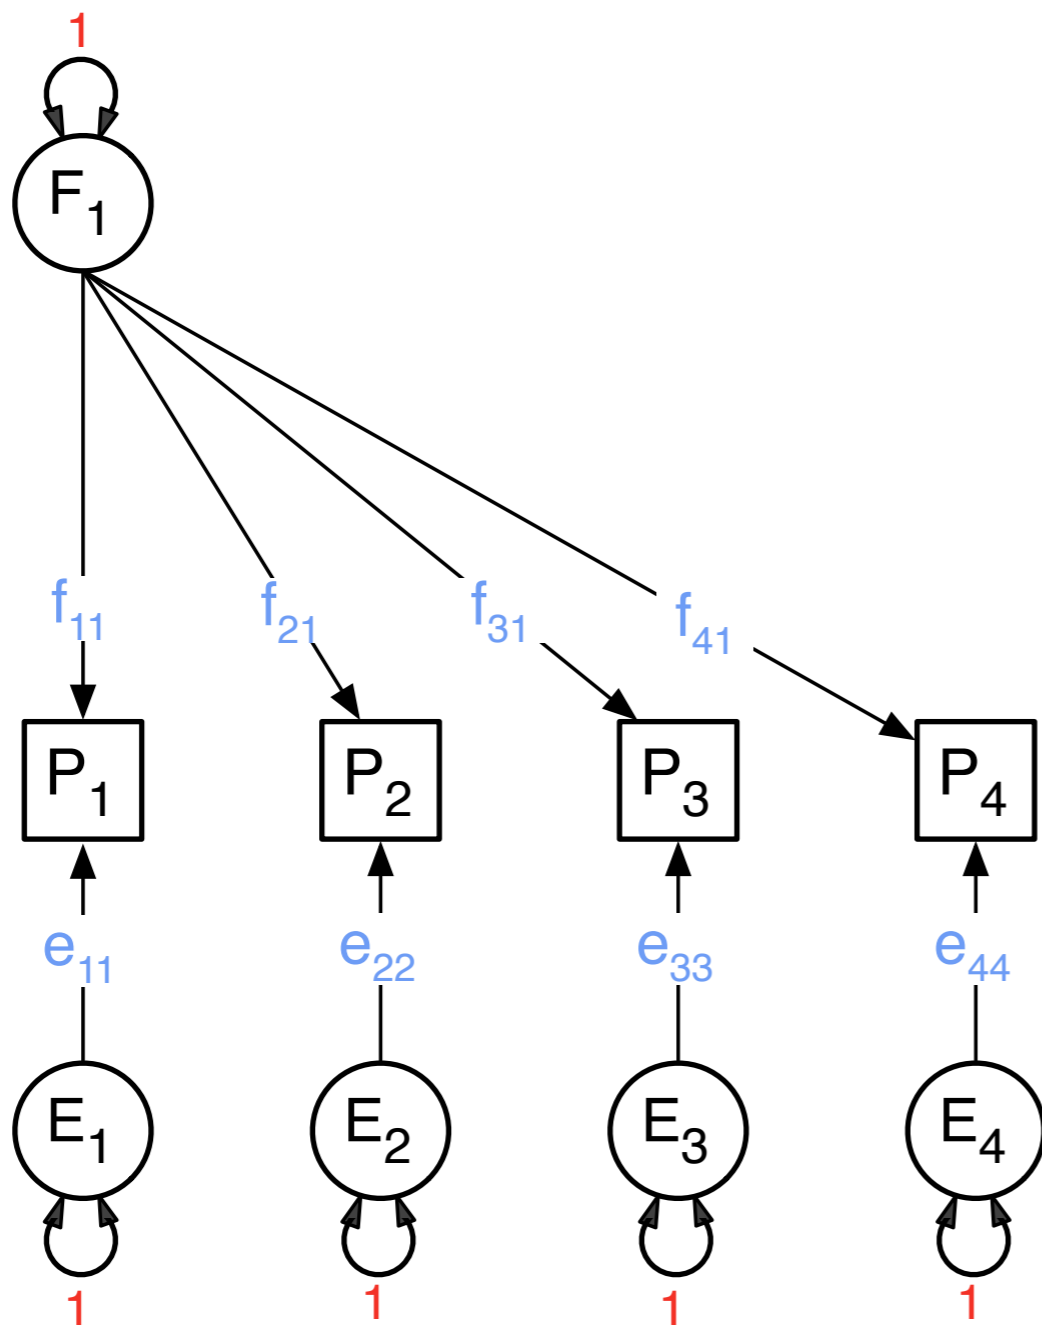 1
F₁
f₁₁ f₂₁ f₃₁ f₄₁
P₁ P₂ P₃ P₄
e₁₁ e₂₂ e₃₃ e₄₄
E₁ E₂ E₃ E₄
1 1 1 1